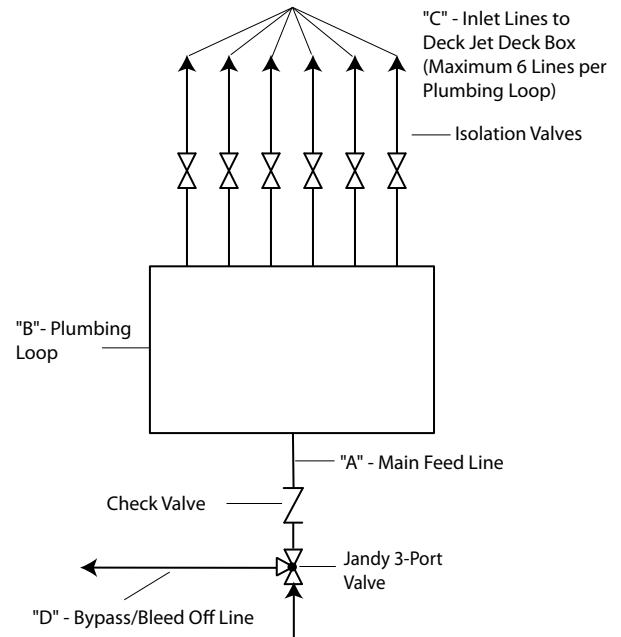 "C" - Inlet Lines to
Deck Jet Deck Box
(Maximum 6 Lines per
Plumbing Loop)
Isolation Valves
"B"- Plumbing
Loop
"A" - Main Feed Line
Check Valve
Jandy 3-Port
Valve
"D" - Bypass/Bleed Off Line